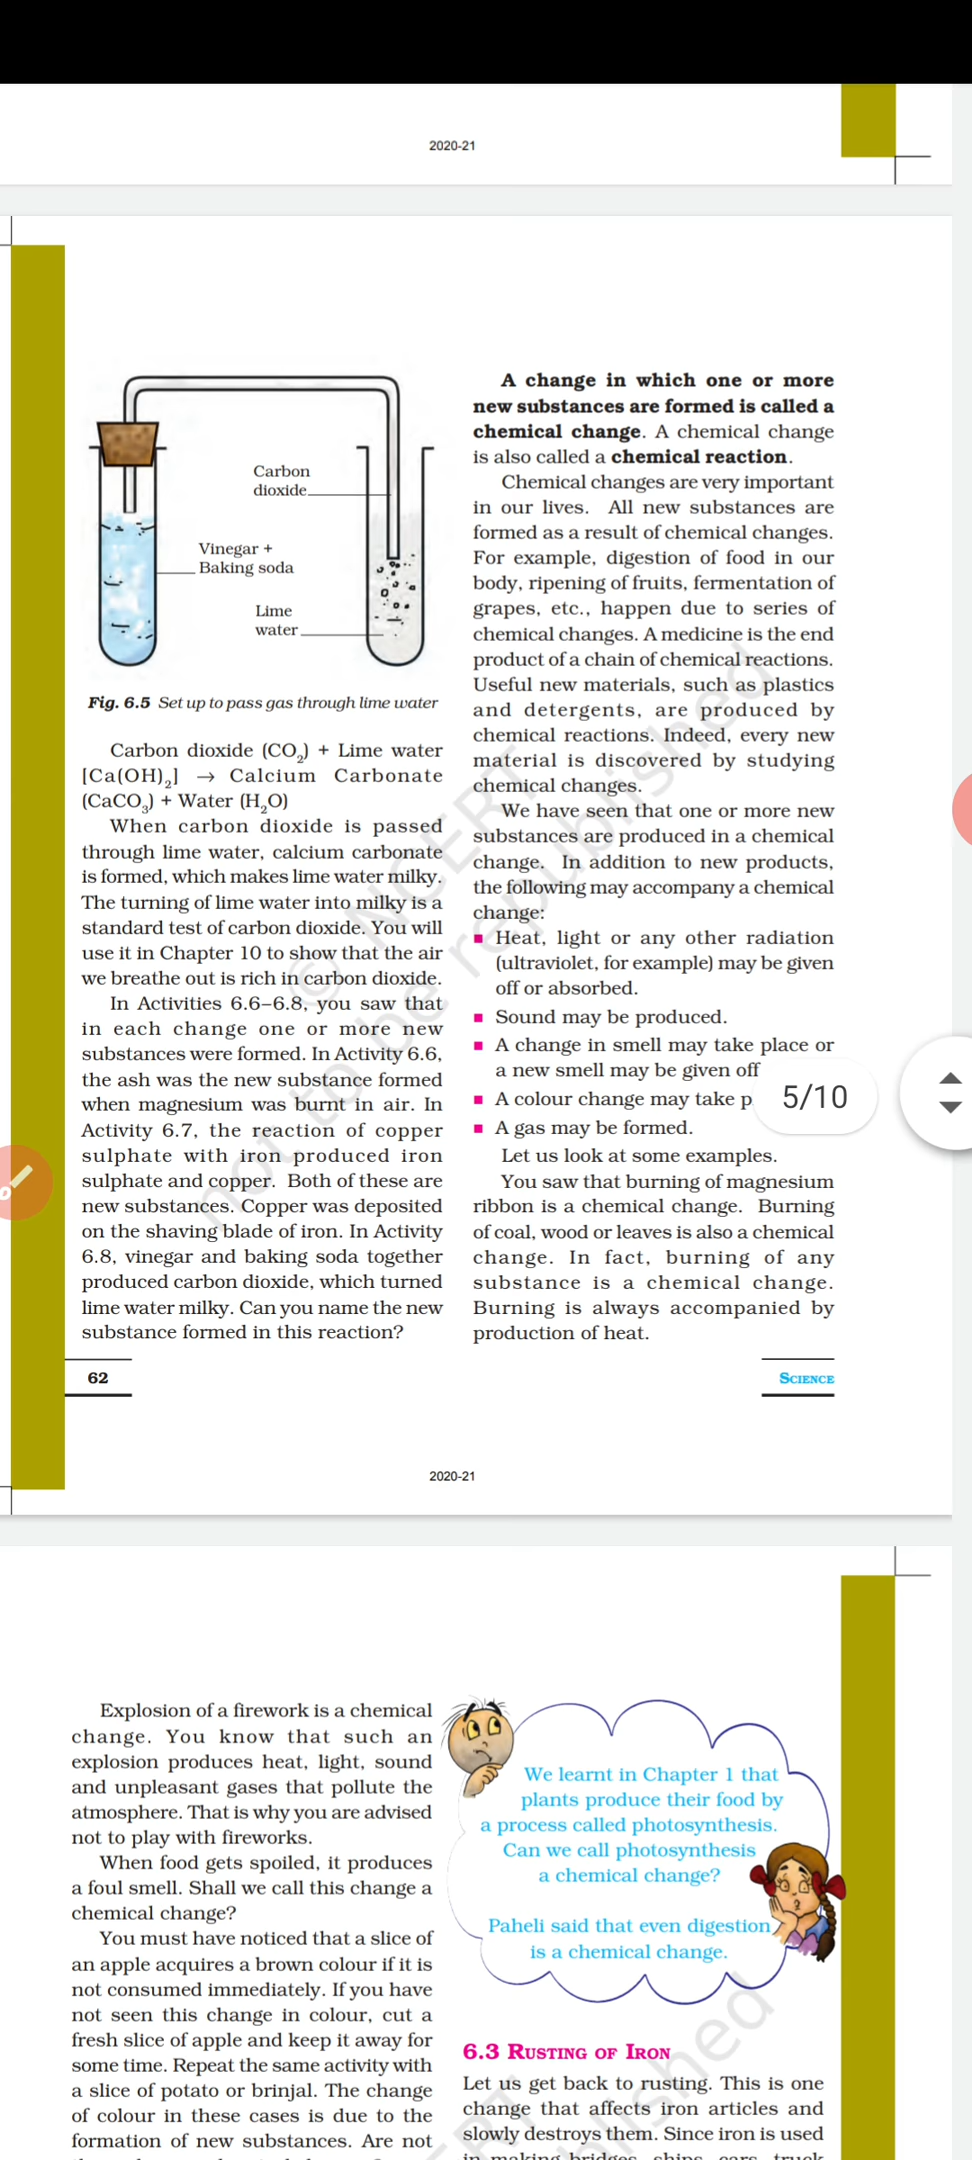 2020-21
Carbon
dioxide
Vinegar +
Baking soda
Lime
water
Fig. 6.5 Set up to pass gas through lime water
Carbon dioxide (CO₂) + Lime water
[Ca(OH)₂] → Calcium Carbonate
(CaCO₃) + Water (H₂O)
When carbon dioxide is passed
through lime water, calcium carbonate
is formed, which makes lime water milky.
The turning of lime water into milky is a
standard test of carbon dioxide. You will
use it in Chapter 10 to show that the air
we breathe out is rich in carbon dioxide.
In Activities 6.6–6.8, you saw that
in each change one or more new
substances were formed. In Activity 6.6,
the ash was the new substance formed
when magnesium was burnt in air. In
Activity 6.7, the reaction of copper
sulphate with iron produced iron
sulphate and copper. Both of these are
new substances. Copper was deposited
on the shaving blade of iron. In Activity
6.8, vinegar and baking soda together
produced carbon dioxide, which turned
lime water milky. Can you name the new
substance formed in this reaction?
A change in which one or more
new substances are formed is called a
chemical change. A chemical change
is also called a chemical reaction.
Chemical changes are very important
in our lives. All new substances are
formed as a result of chemical changes.
For example, digestion of food in our
body, ripening of fruits, fermentation of
grapes, etc., happen due to series of
chemical changes. A medicine is the end
product of a chain of chemical reactions.
Useful new materials, such as plastics
and detergents, are produced by
chemical reactions. Indeed, every new
material is discovered by studying
chemical changes.
We have seen that one or more new
substances are produced in a chemical
change. In addition to new products,
the following may accompany a chemical
change:
■ Heat, light or any other radiation
(ultraviolet, for example) may be given
off or absorbed.
■ Sound may be produced.
■ A change in smell may take place or
a new smell may be given off
■ A colour change may take p
5/10
■ A gas may be formed.
Let us look at some examples.
You saw that burning of magnesium
ribbon is a chemical change. Burning
of coal, wood or leaves is also a chemical
change. In fact, burning of any
substance is a chemical change.
Burning is always accompanied by
production of heat.
62
SCIENCE
© NCERT
not to be republished
2020-21
Explosion of a firework is a chemical
change. You know that such an
explosion produces heat, light, sound
and unpleasant gases that pollute the
atmosphere. That is why you are advised
not to play with fireworks.
When food gets spoiled, it produces
a foul smell. Shall we call this change a
chemical change?
You must have noticed that a slice of
an apple acquires a brown colour if it is
not consumed immediately. If you have
not seen this change in colour, cut a
fresh slice of apple and keep it away for
some time. Repeat the same activity with
a slice of potato or brinjal. The change
of colour in these cases is due to the
formation of new substances. Are not
We learnt in Chapter 1 that
plants produce their food by
a process called photosynthesis.
Can we call photosynthesis
a chemical change?
Paheli said that even digestion
is a chemical change.
6.3 RUSTING OF IRON
Let us get back to rusting. This is one
change that affects iron articles and
slowly destroys them. Since iron is used
in making bridges, ships, cars, truck